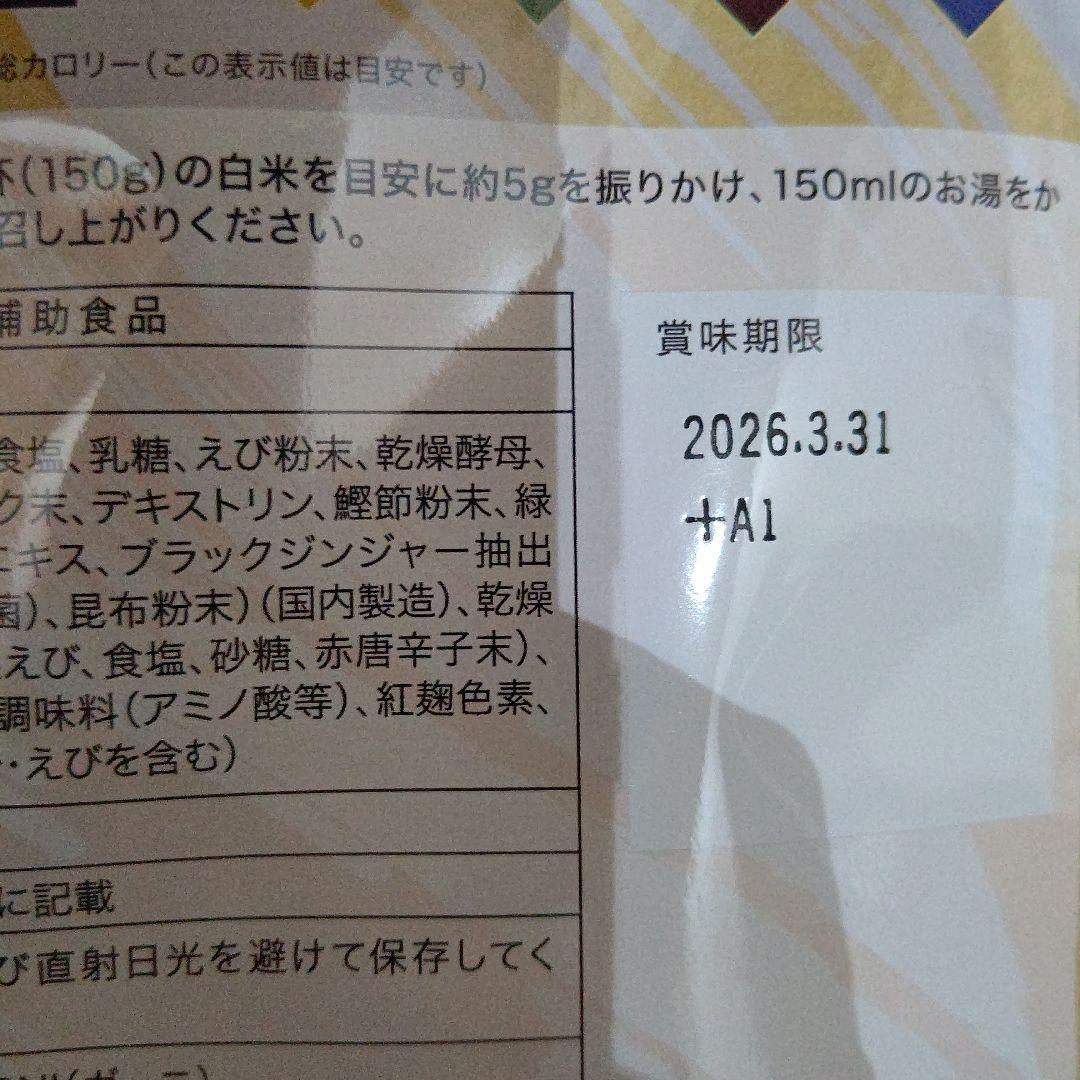 総カロリー(この表示値は目安です)
杯(150g)の白米を目安に約5gを振りかけ、150mlのお湯をか
召し上がりください。
補助食品
賞味期限
2026.3.31
+A1
食塩、乳糖、えび粉末、乾燥酵母、
ク末、デキストリン、鰹節粉末、緑
エキス、ブラックジンジャー抽出
菌)、昆布粉末)(国内製造)、乾燥
えび、食塩、砂糖、赤唐辛子末)、
調味料(アミノ酸等)、紅麹色素、
・えびを含む)
に記載
び直射日光を避けて保存してく